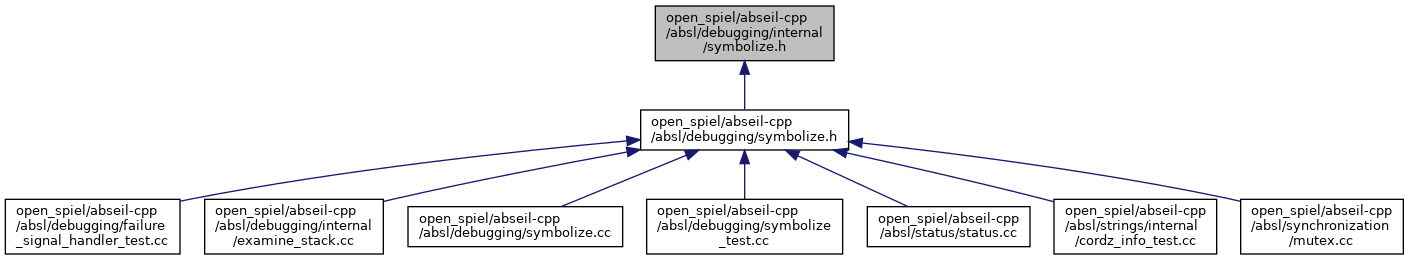 open_spiel/abseil-cpp
/absl/debugging/internal
/symbolize.h
open_spiel/abseil-cpp
/absl/debugging/symbolize.h
open_spiel/abseil-cpp
/absl/debugging/failure
_signal_handler_test.cc
open_spiel/abseil-cpp
/absl/debugging/internal
/examine_stack.cc
open_spiel/abseil-cpp
/absl/debugging/symbolize.cc
open_spiel/abseil-cpp
/absl/debugging/symbolize
_test.cc
open_spiel/abseil-cpp
/absl/status/status.cc
open_spiel/abseil-cpp
/absl/strings/internal
/cordz_info_test.cc
open_spiel/abseil-cpp
/absl/synchronization
/mutex.cc